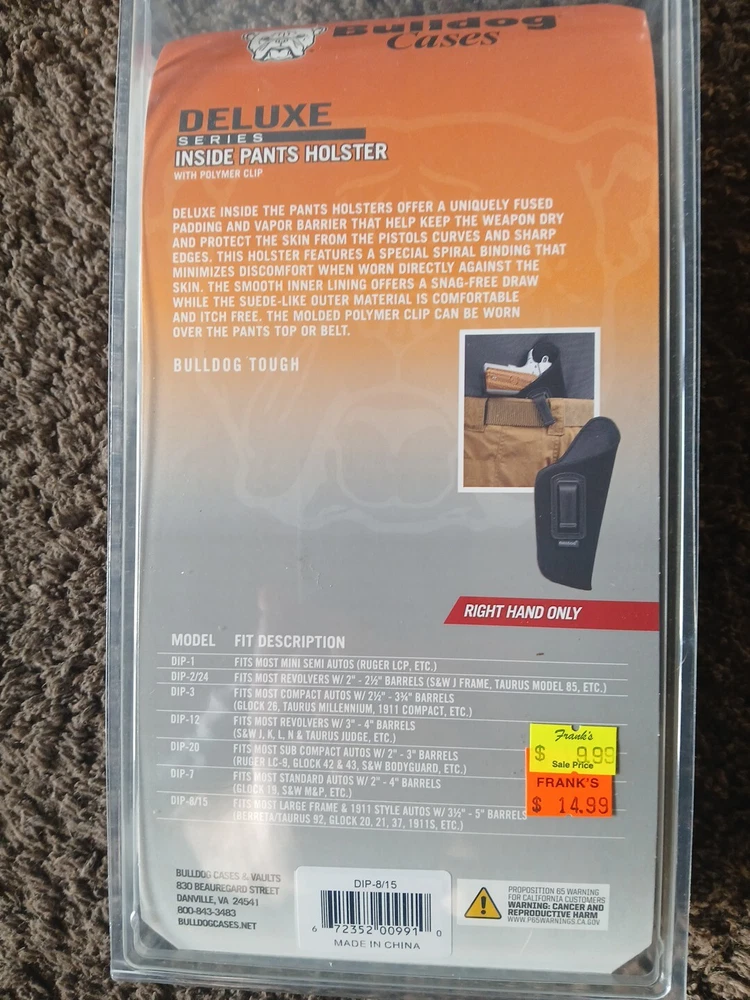 Bulldog
Cases
DELUXE
SERIES
INSIDE PANTS HOLSTER
WITH POLYMER CLIP
DELUXE INSIDE THE PANTS HOLSTERS OFFER A UNIQUELY FUSED
PADDING AND VAPOR BARRIER THAT HELP KEEP THE WEAPON DRY
AND PROTECT THE SKIN FROM THE PISTOLS CURVES AND SHARP
EDGES. THIS HOLSTER FEATURES A SPECIAL SPIRAL BINDING THAT
MINIMIZES DISCOMFORT WHEN WORN DIRECTLY AGAINST THE
SKIN. THE SMOOTH INNER LINING OFFERS A SNAG-FREE DRAW
WHILE THE SUEDE-LIKE OUTER MATERIAL IS COMFORTABLE
AND ITCH FREE. THE MOLDED POLYMER CLIP CAN BE WORN
OVER THE PANTS TOP OR BELT.
BULLDOG TOUGH
RIGHT HAND ONLY
MODEL FIT DESCRIPTION
DIP-1 FITS MOST MINI SEMI AUTOS (RUGER LCP, ETC.)
DIP-2/24 FITS MOST REVOLVERS W/ 2" - 2½" BARRELS (S&W J FRAME, TAURUS MODEL 85, ETC.)
DIP-3 FITS MOST COMPACT AUTOS W/ 2½" - 3¾" BARRELS
(GLOCK 26, TAURUS MILLENNIUM, 1911 COMPACT, ETC.)
DIP-12 FITS MOST REVOLVERS W/ 3" - 4" BARRELS
(S&W J, K, L, N & TAURUS JUDGE, ETC.)
DIP-20 FITS MOST SUB COMPACT AUTOS W/ 2" - 3" BARRELS
(RUGER LC-9, GLOCK 42 & 43, S&W BODYGUARD, ETC.)
DIP-7 FITS MOST STANDARD AUTOS W/ 2" - 4" BARRELS
(GLOCK 19, S&W M&P, ETC.)
DIP-8/15 FITS MOST LARGE FRAME & 1911 STYLE AUTOS W/ 3½" - 5" BARRELS
(BERRETA/TAURUS 92, GLOCK 20, 21, 37, 1911S, ETC.)
Frank's
$ 9.99
Sale Price
FRANK'S
$ 14.99
BULLDOG CASES & VAULTS
830 BEAUREGARD STREET
DANVILLE, VA 24541
800-843-3483
BULLDOGCASES.NET
DIP-8/15
6 72352 00991 0
MADE IN CHINA
PROPOSITION 65 WARNING
FOR CALIFORNIA CUSTOMERS
WARNING: CANCER AND
REPRODUCTIVE HARM
WWW.P65WARNINGS.CA.GOV